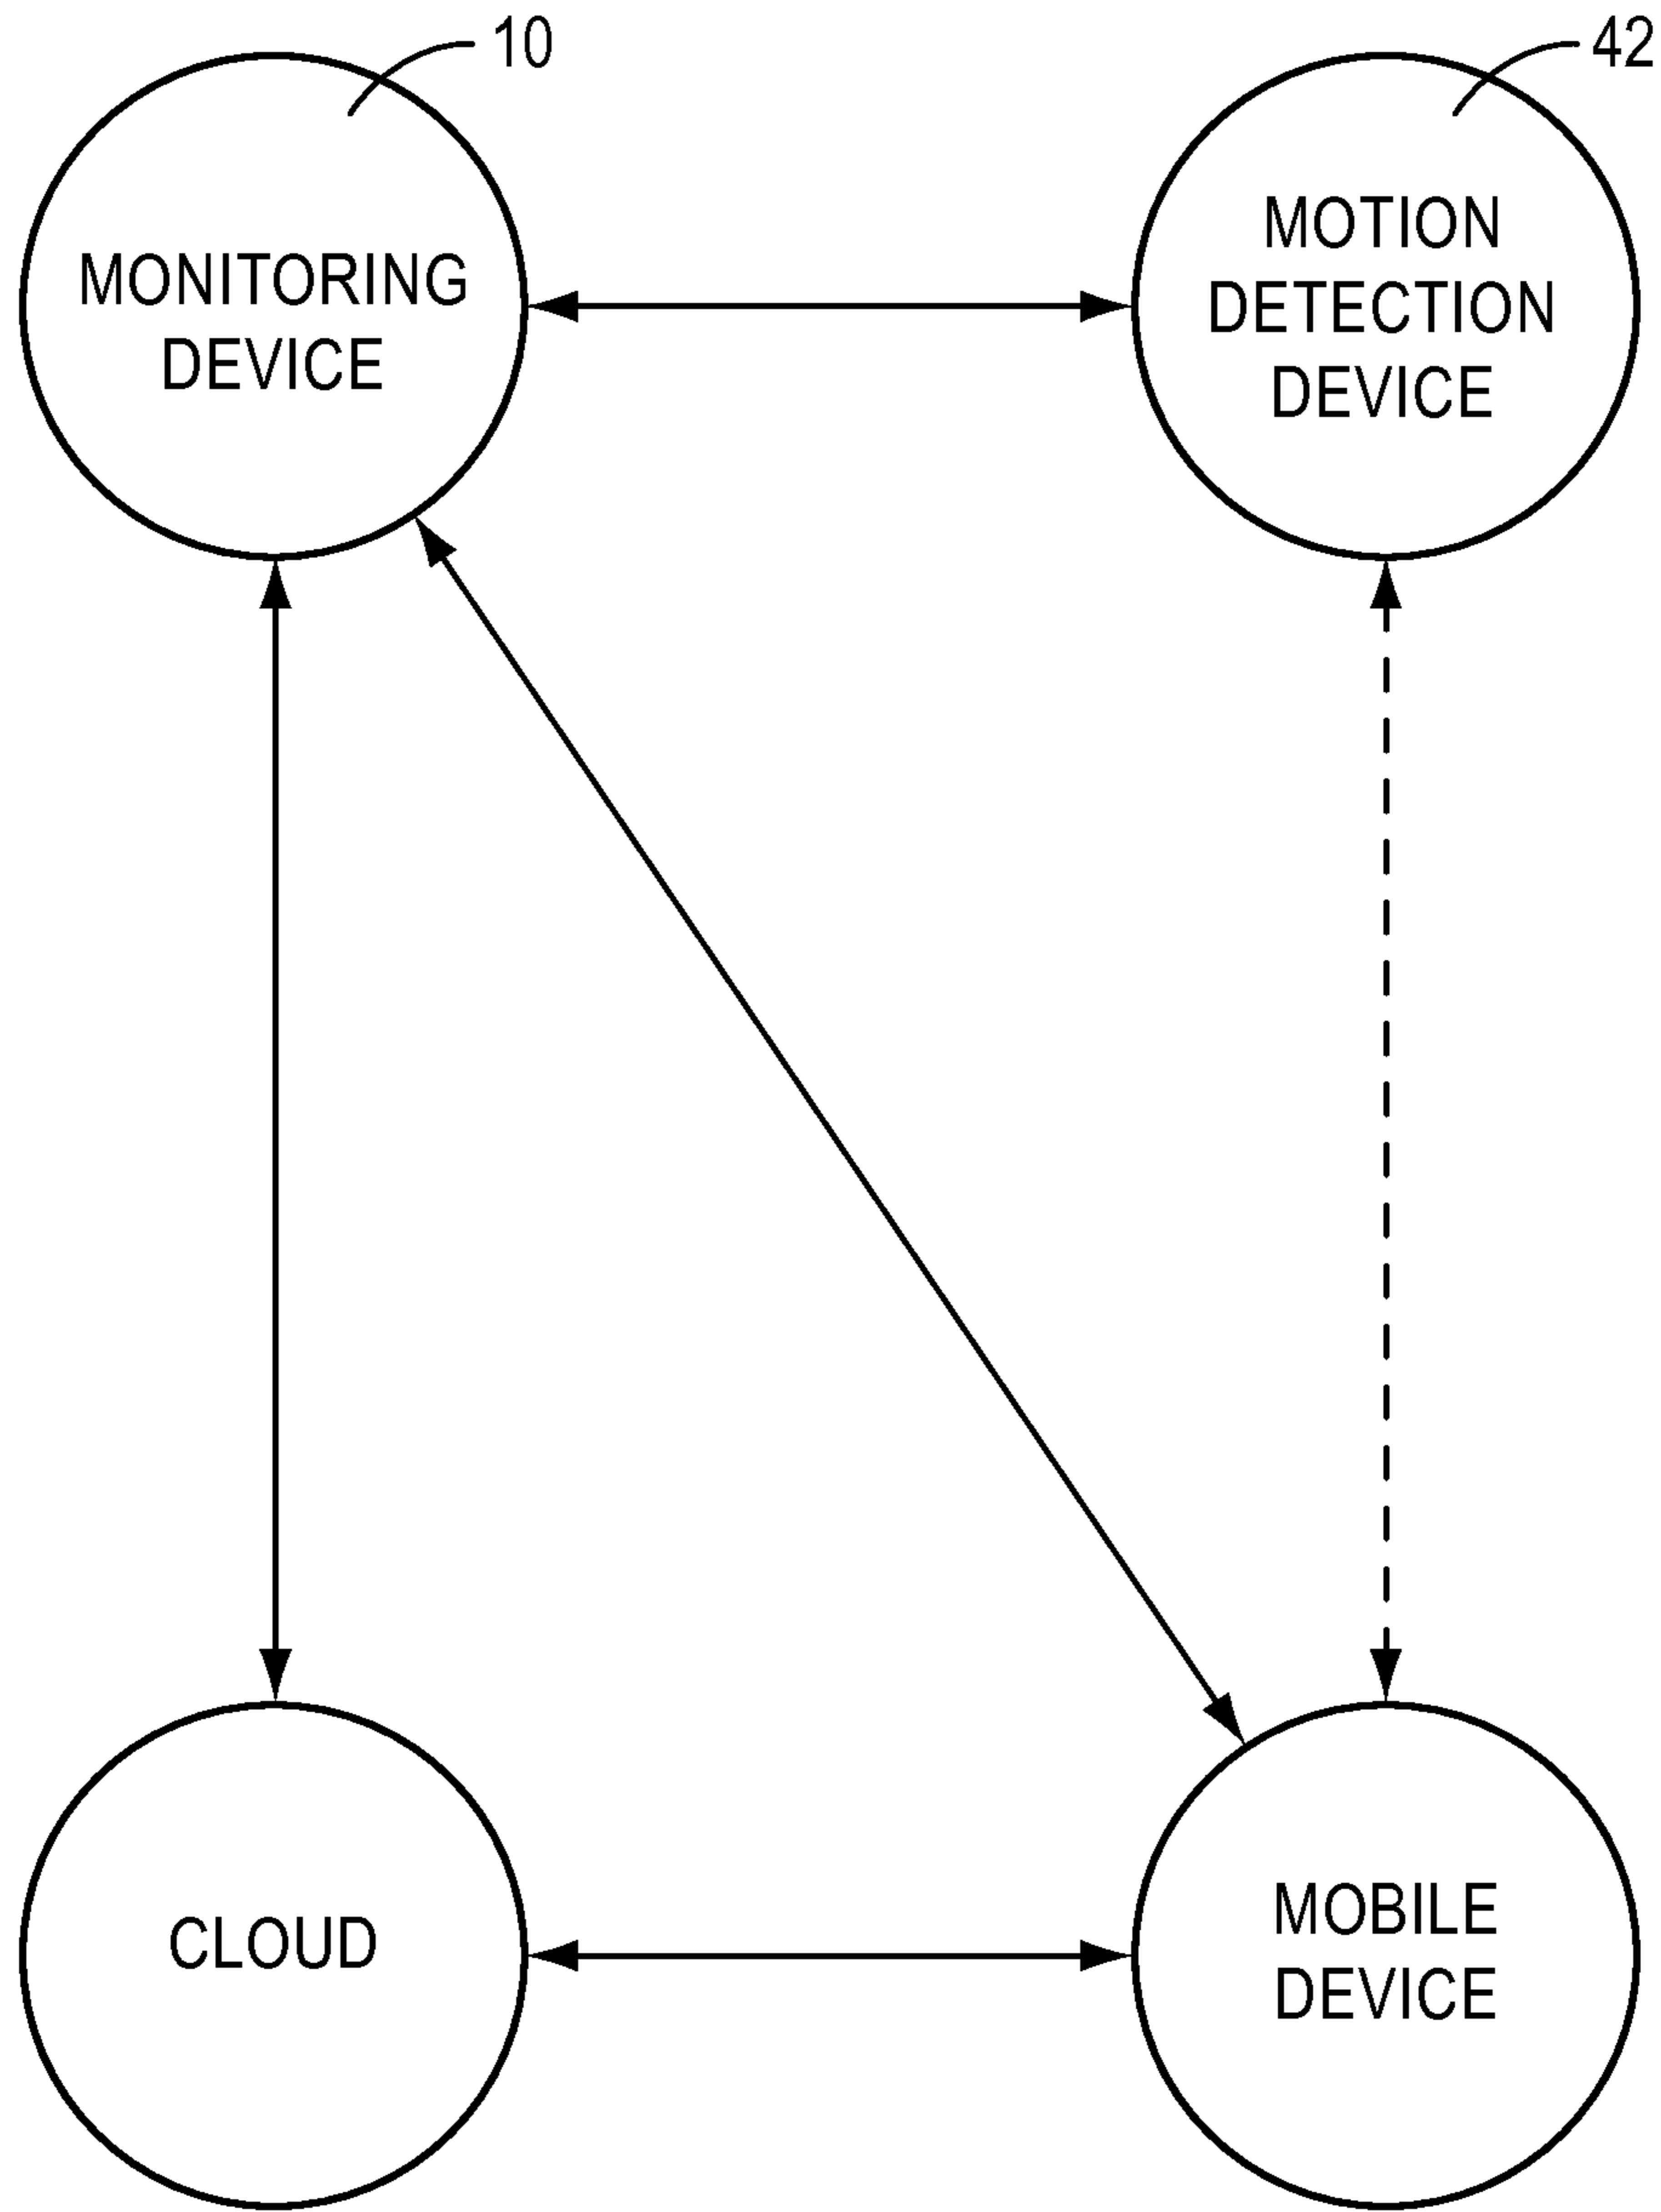 10
42
MONITORING
DEVICE
MOTION
DETECTION
DEVICE
CLOUD
MOBILE
DEVICE